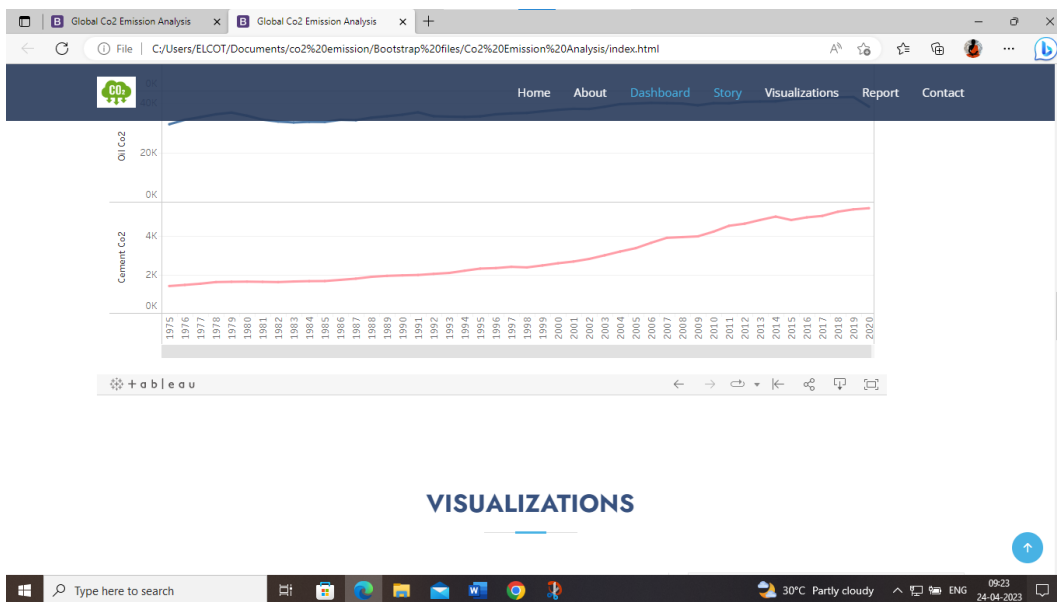 Global Co2 Emission Analysis
Global Co2 Emission Analysis
File C:/Users/ELCOT/Documents/co2%20emission/Bootstrap%20files/Co2%20Emission%20Analysis/index.html
CO2
Home About Dashboard Story Visualizations Report Contact
0K
40K
Oil Co2
20K
0K
Cement Co2
4K
2K
0K
1975 1976 1977 1978 1979 1980 1981 1982 1983 1984 1985 1986 1987 1988 1989 1990 1991 1992 1993 1994 1995 1996 1997 1998 1999 2000 2001 2002 2003 2004 2005 2006 2007 2008 2009 2010 2011 2012 2013 2014 2015 2016 2017 2018 2019 2020
+ a b | e a u
VISUALIZATIONS
Type here to search
30°C Partly cloudy
ENG
09:23
24-04-2023